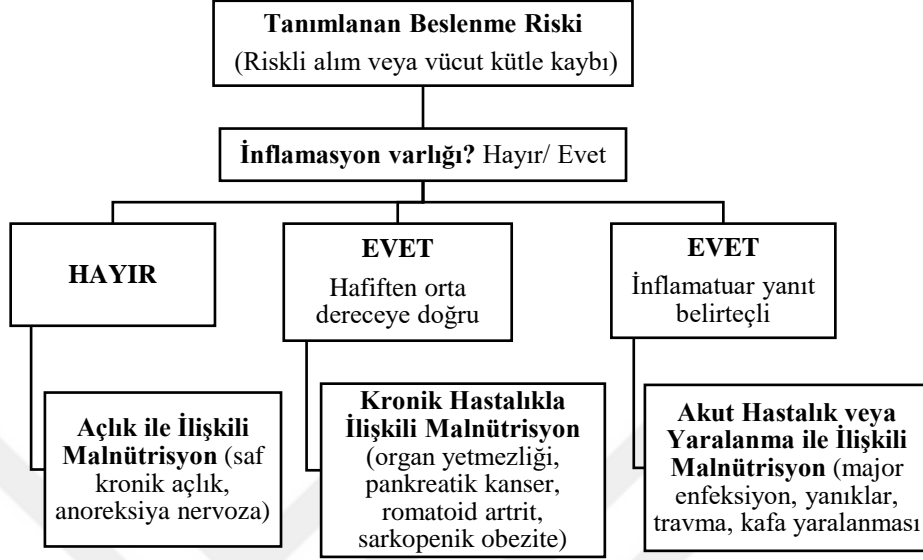 Tanımlanan Beslenme Riski
(Riskli alım veya vücut kütle kaybı)
İnflamasyon varlığı? Hayır/ Evet
HAYIR
EVET
Hafiften orta
dereceye doğru
EVET
İnflamatuar yanıt
belirteçli
Açlık ile İlişkili
Malnütrisyon (saf
kronik açlık,
anoreksiya nervoza)
Kronik Hastalıkla
İlişkili Malnütrisyon
(organ yetmezliği,
pankreatik kanser,
romatoid artrit,
sarkopenik obezite)
Akut Hastalık veya
Yaralanma ile İlişkili
Malnütrisyon (major
enfeksiyon, yanıklar,
travma, kafa yaralanması